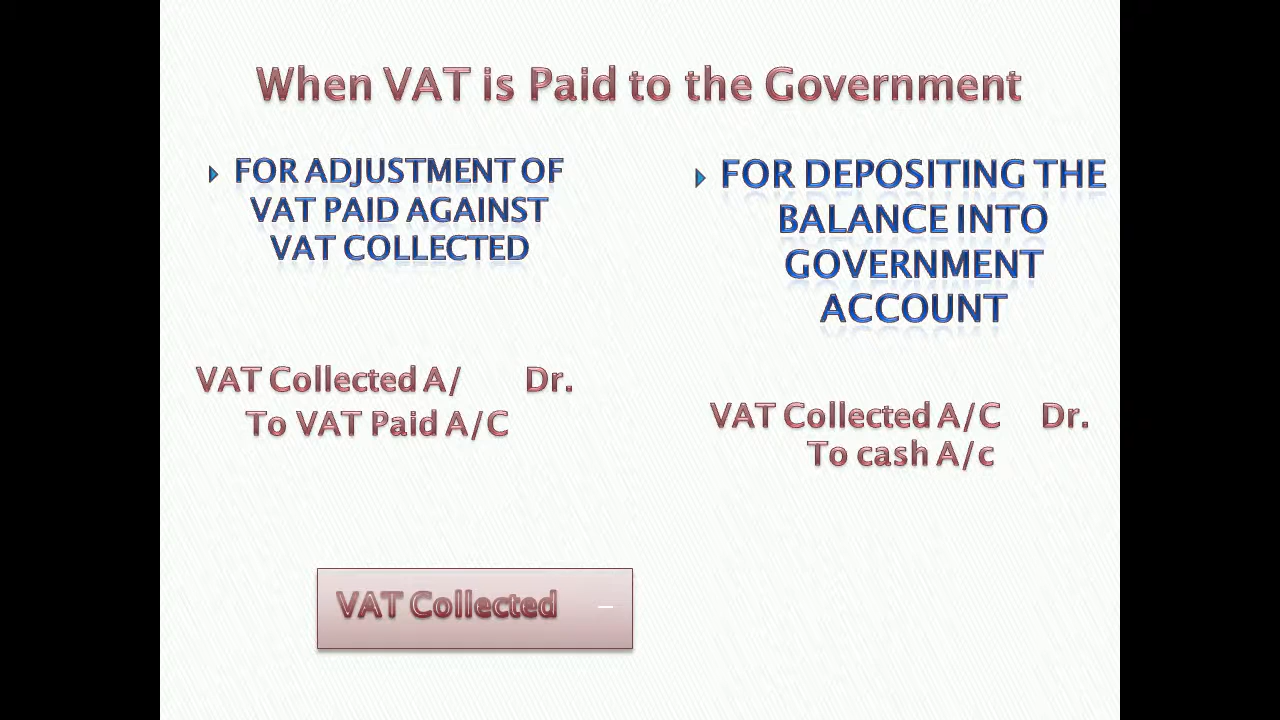 When VAT is Paid to the Government
FOR ADJUSTMENT OF
VAT PAID AGAINST
VAT COLLECTED
VAT Collected A/ Dr.
To VAT Paid A/C
FOR DEPOSITING THE
BALANCE INTO
GOVERNMENT
ACCOUNT
VAT Collected A/C Dr.
To cash A/c
VAT Collected –